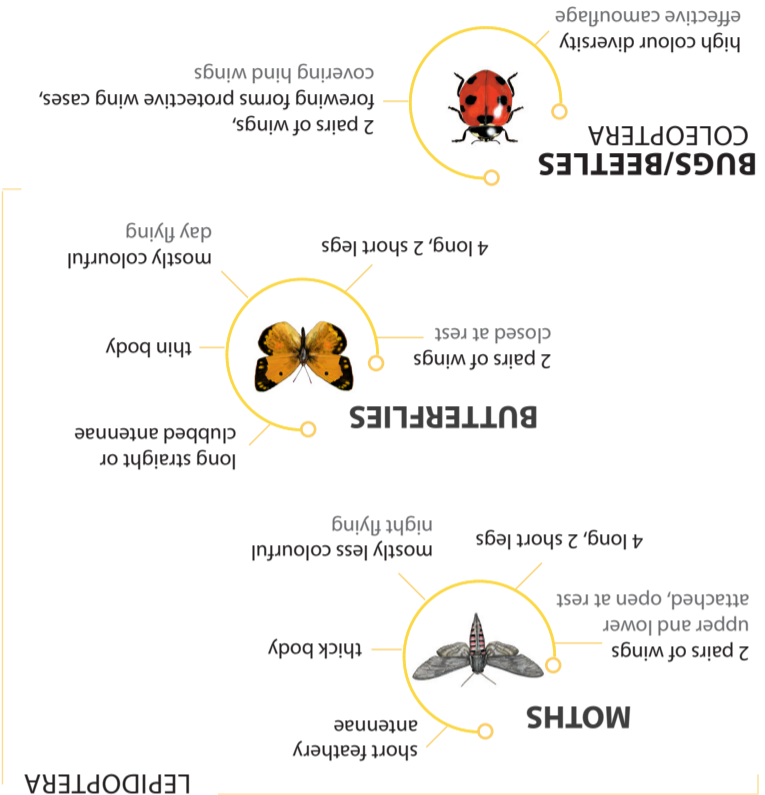 LEPIDOPTERA
MOTHS
short feathery
antennae
2 pairs of wings
upper and lower
attached, open at rest
thick body
4 long, 2 short legs
mostly less colourful
night flying
BUTTERFLIES
long straight or
clubbed antennae
2 pairs of wings
closed at rest
thin body
4 long, 2 short legs
mostly colourful
day flying
BUGS/BEETLES
COLEOPTERA
2 pairs of wings,
forewing forms protective wing cases,
covering hind wings
high colour diversity
effective camouflage